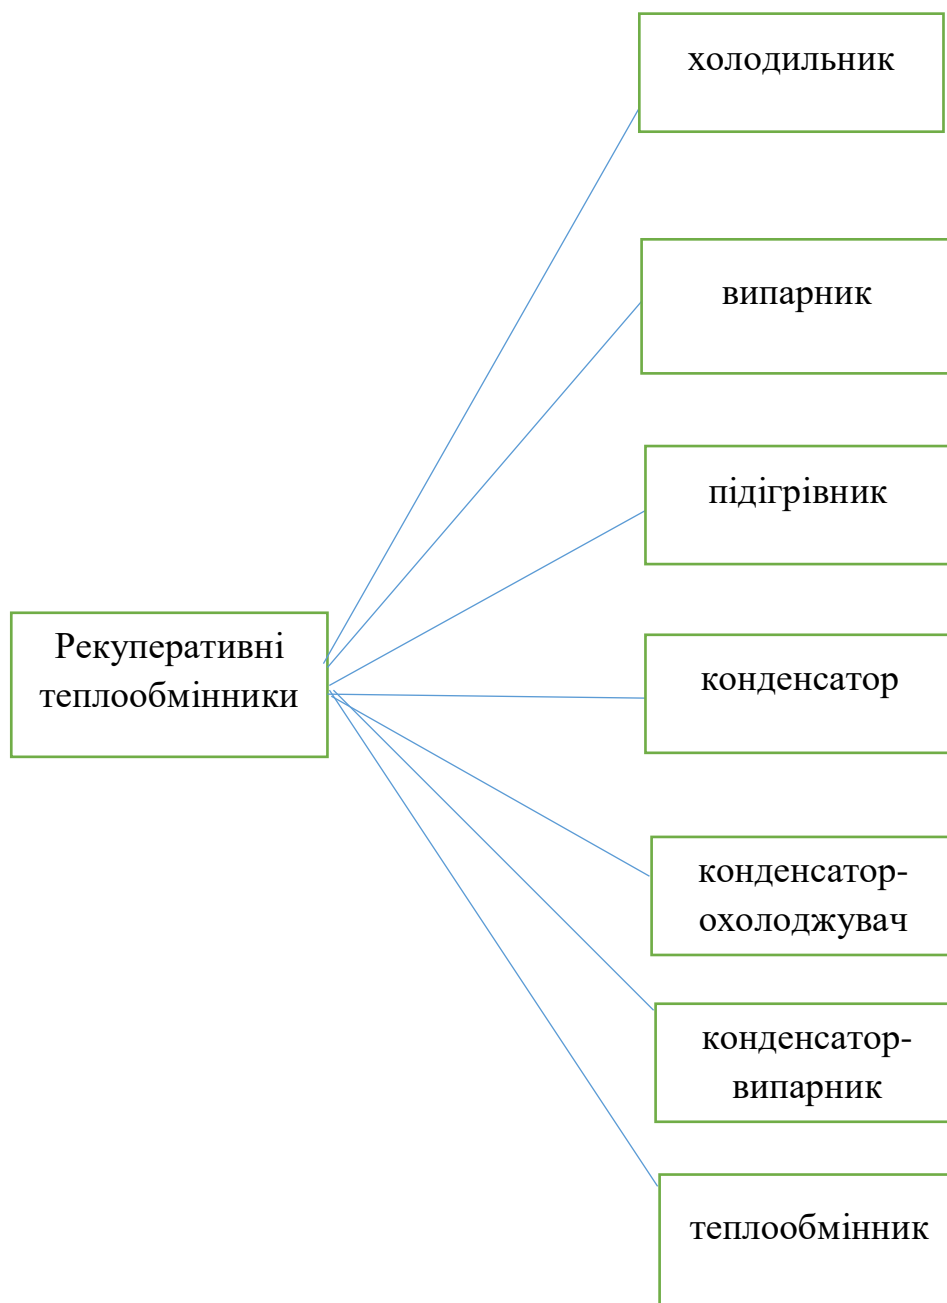 холодильник
випарник
підігрівник
Рекуперативні
теплообмінники
конденсатор
конденсатор-
охолоджувач
конденсатор-
випарник
теплообмінник